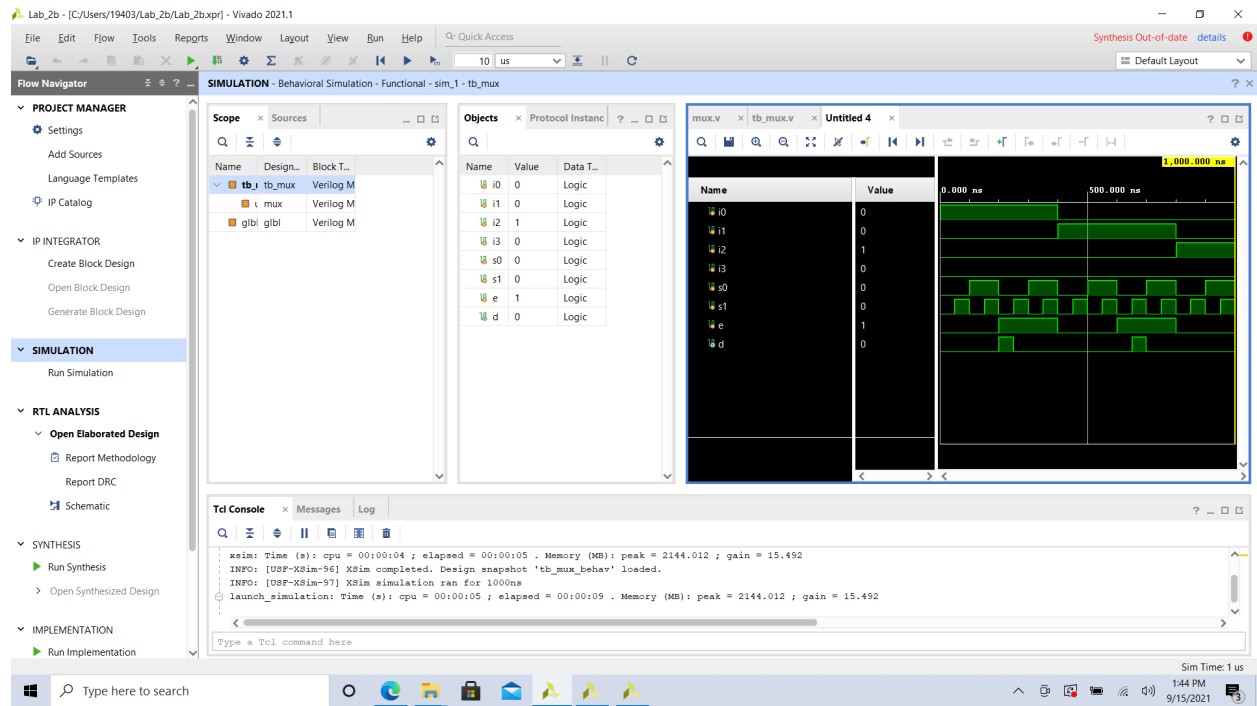 Lab_2b - [C:/Users/19403/Lab_2b/Lab_2b.xpr] - Vivado 2021.1
File Edit Flow Tools Reports Window Layout View Run Help Quick Access
Synthesis Out-of-date details
10 us
Default Layout
Flow Navigator
SIMULATION - Behavioral Simulation - Functional - sim_1 - tb_mux
PROJECT MANAGER
Settings
Add Sources
Language Templates
IP Catalog
IP INTEGRATOR
Create Block Design
Open Block Design
Generate Block Design
SIMULATION
Run Simulation
RTL ANALYSIS
Open Elaborated Design
Report Methodology
Report DRC
Schematic
SYNTHESIS
Run Synthesis
Open Synthesized Design
IMPLEMENTATION
Run Implementation
Scope Sources
Name Design... Block T...
tb_ tb_mux Verilog M
mux Verilog M
glbl glbl Verilog M
Objects Protocol Instanc
Name Value Data T...
i0 0 Logic
i1 0 Logic
i2 1 Logic
i3 0 Logic
s0 0 Logic
s1 0 Logic
e 1 Logic
d 0 Logic
mux.v tb_mux.v Untitled 4
1,000.000 ns
Name Value 0.000 ns 500.000 ns
i0 0
i1 0
i2 1
i3 0
s0 0
s1 0
e 1
d 0
Tcl Console Messages Log
xsim: Time (s): cpu = 00:00:04 ; elapsed = 00:00:05 . Memory (MB): peak = 2144.012 ; gain = 15.492
INFO: [USF-XSim-96] XSim completed. Design snapshot 'tb_mux_behav' loaded.
INFO: [USF-XSim-97] XSim simulation ran for 1000ns
launch_simulation: Time (s): cpu = 00:00:05 ; elapsed = 00:00:09 . Memory (MB): peak = 2144.012 ; gain = 15.492
Type a Tcl command here
Sim Time: 1 us
Type here to search
1:44 PM
9/15/2021
3